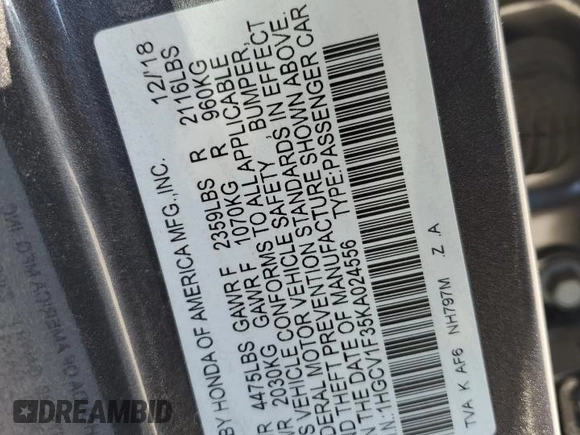 BY HONDA OF AMERICA MFG.,INC. 12/'18
4475LBS GAWR F 2359LBS R 2116LBS
2030KG GAWR F 1070KG R 960KG
VEHICLE CONFORMS TO ALL APPLICABLE
DERAL MOTOR VEHICLE SAFETY BUMPER,
THEFT PREVENTION STANDARDS IN EFFECT
THE DATE OF MANUFACTURE SHOWN ABOVE.
1HGCV1F35KA024556 TYPE:PASSENGER CAR
TVA K AF6 NH797M Z .A
DREAMBID